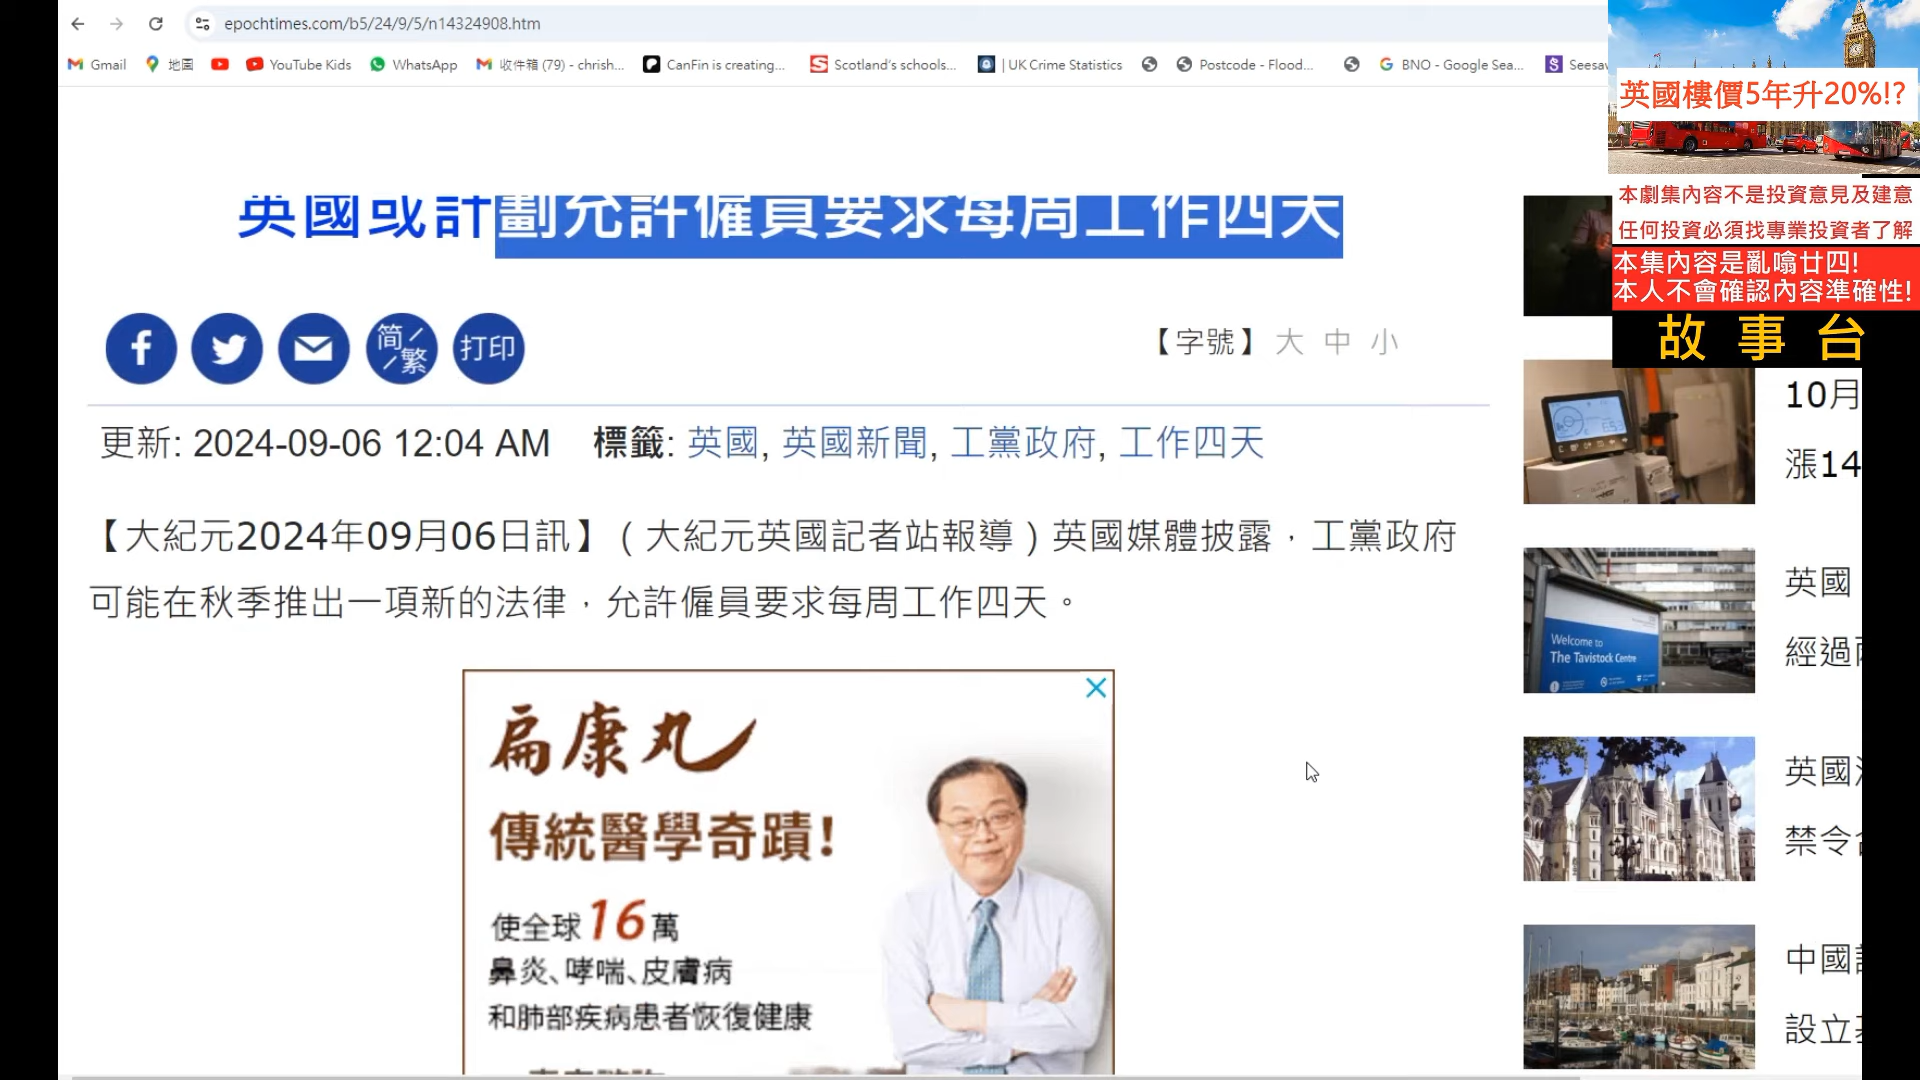 epochtimes.com/b5/24/9/5/n14324908.htm
Gmail
地圖
YouTube Kids
WhatsApp
收件箱 (79) - chrish...
CanFin is creating...
Scotland's schools...
| UK Crime Statistics
Postcode - Flood...
BNO - Google Sea...
英國樓價5年升20%!?
本劇集內容不是投資意見及建意
任何投資必須找專業投資者了解
本集內容是亂噏廿四!
本人不會確認內容準確性!
故 事 台
英國或計劃允許僱員要求每周工作四天
简/繁
打印
【字號】 大 中 小
更新: 2024-09-06 12:04 AM 標籤: 英國, 英國新聞, 工黨政府, 工作四天
【大紀元2024年09月06日訊】（大紀元英國記者站報導）英國媒體披露，工黨政府
可能在秋季推出一項新的法律，允許僱員要求每周工作四天。
扁康丸
傳統醫學奇蹟!
使全球16萬
鼻炎、哮喘、皮膚病
和肺部疾病患者恢復健康
10月
漲14
Welcome to
The Tavistock Centre
英國
經過
英國
禁令
中國
設立